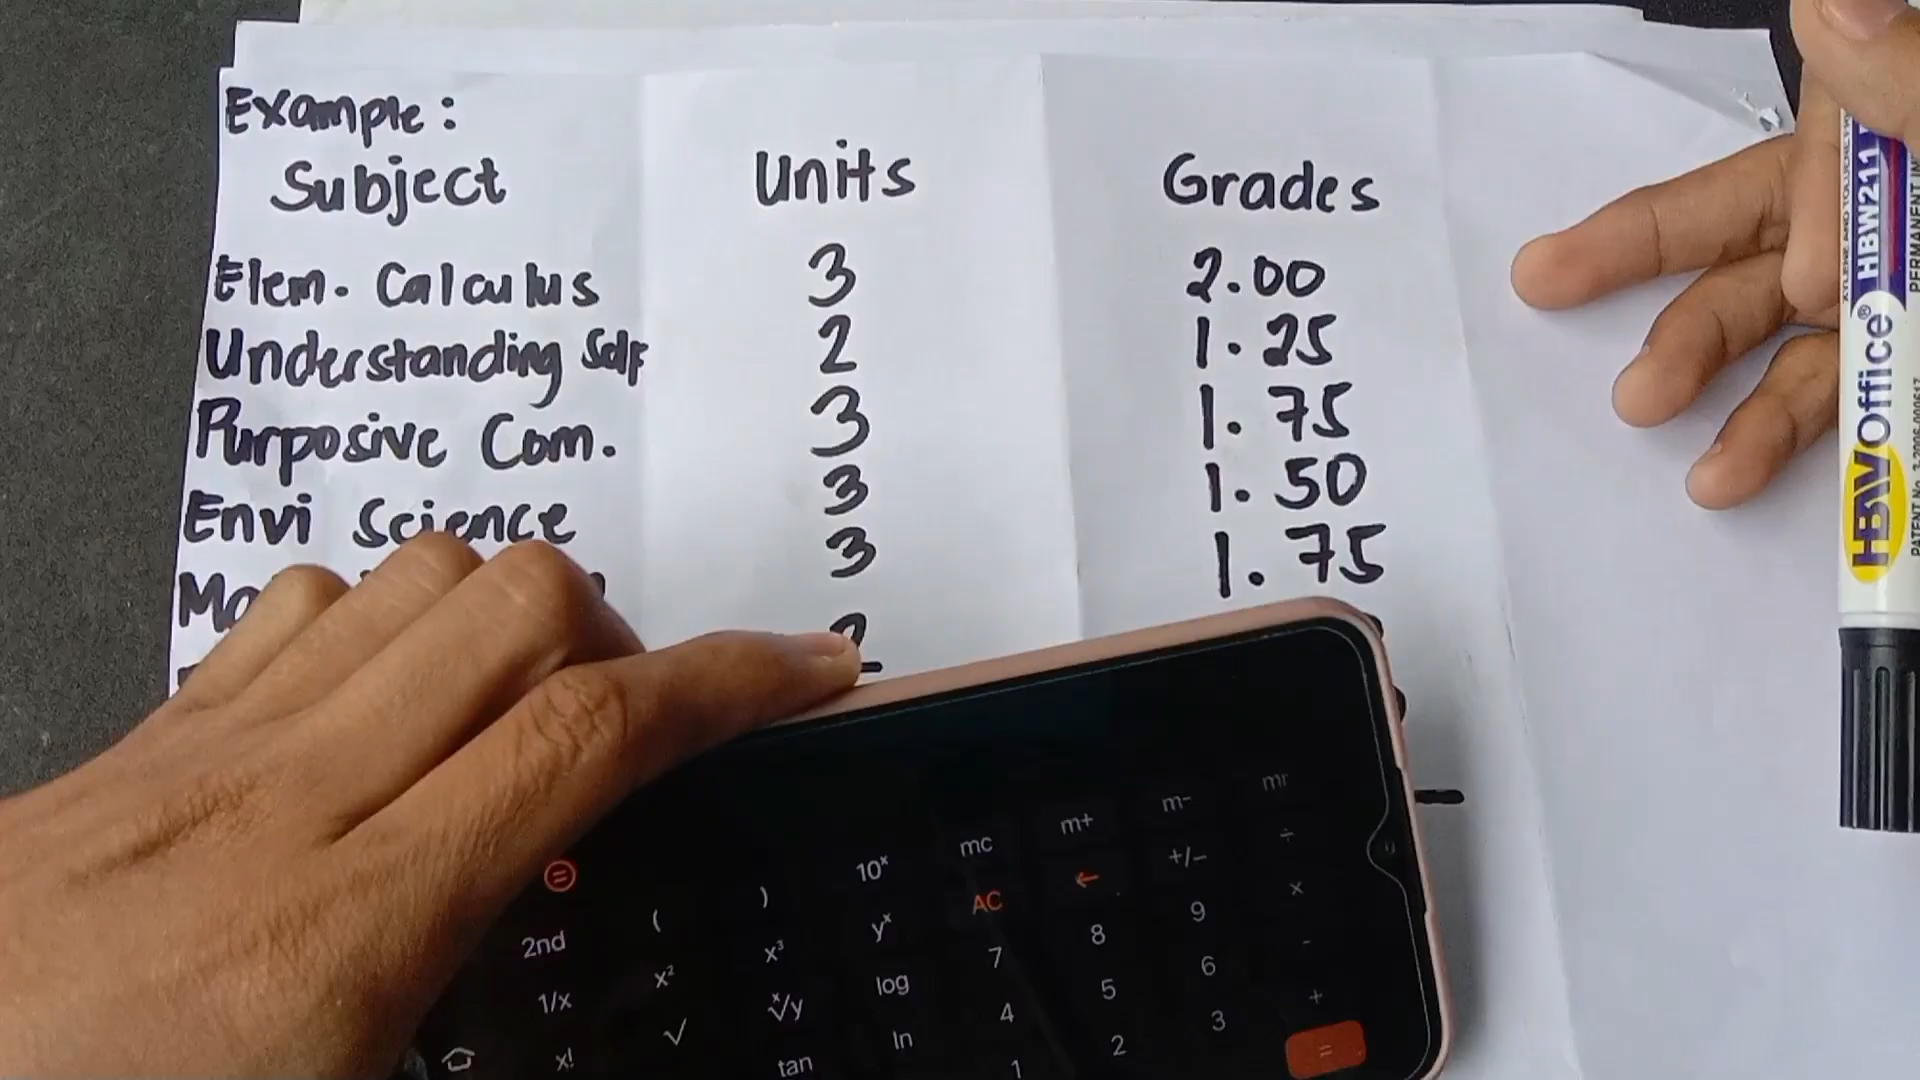 Example:
Subject Units Grades
Elem. Calculus 3 2.00
Understanding Self 2 1.25
Purposive Com. 3 1.75
Envi Science 3 1.50
3 1.75
HBW Office® HBW211
PERMANENT
mc m+ m- mr
( ) 10ˣ AC ← +/- ÷
2nd x² x³ yˣ 7 8 9 ×
1/x √ ˣ√y log 4 5 6 -
x! tan ln 1 2 3 +
=